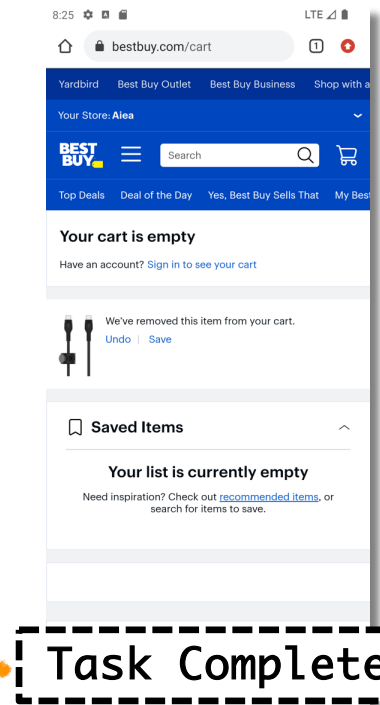 8:25 LTE
bestbuy.com/cart 1
Yardbird Best Buy Outlet Best Buy Business Shop with a
Your Store: Aiea
BEST BUY Search
Top Deals Deal of the Day Yes, Best Buy Sells That My Best
Your cart is empty
Have an account? Sign in to see your cart
We've removed this item from your cart.
Undo | Save
Saved Items
Your list is currently empty
Need inspiration? Check out recommended items, or
search for items to save.
Task Complete